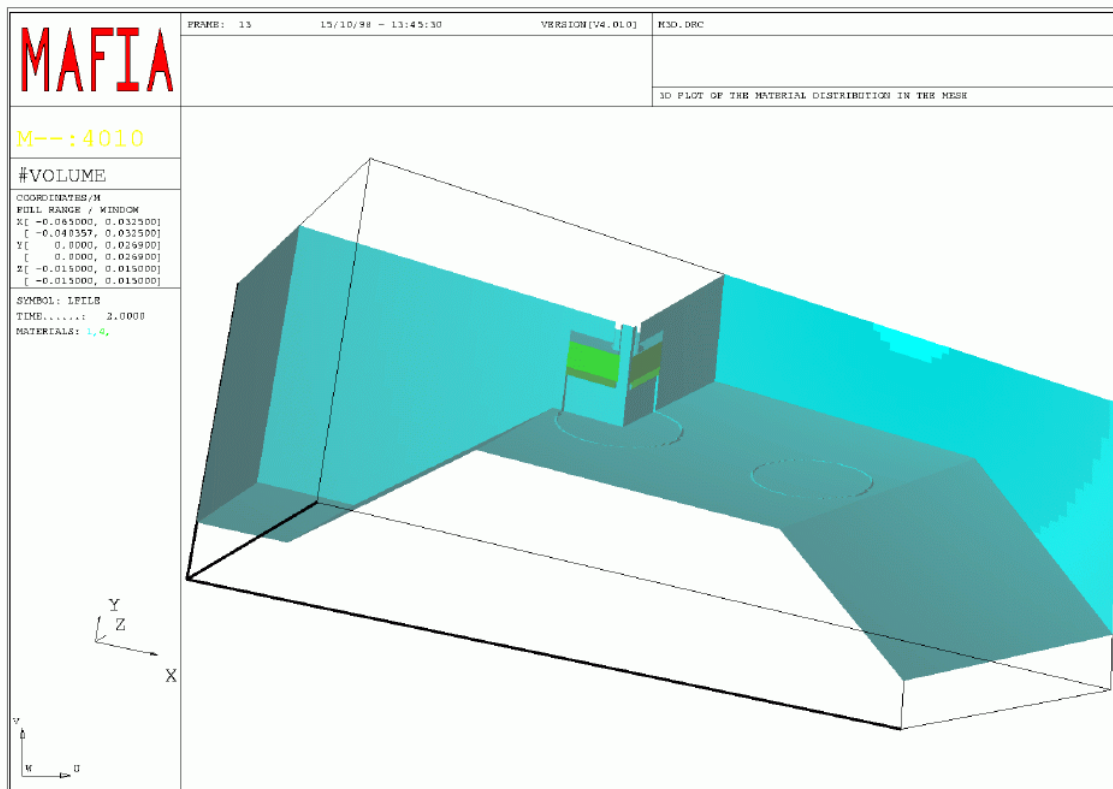 MAFIA
FRAME: 13 15/10/98 - 13:45:30 VERSION[V4.010] M3D.DRC
3D PLOT OF THE MATERIAL DISTRIBUTION IN THE MESH
M--:4010
#VOLUME
COORDINATES/M
FULL RANGE / WINDOW
X[ -0.065000, 0.032500]
[ -0.040357, 0.032500]
Y[ 0.0000, 0.026900]
[ 0.0000, 0.026900]
Z[ -0.015000, 0.015000]
[ -0.015000, 0.015000]
SYMBOL: LFILE
TIME......: 2.0000
MATERIALS: 1,4,
Y
Z
X
V
W U